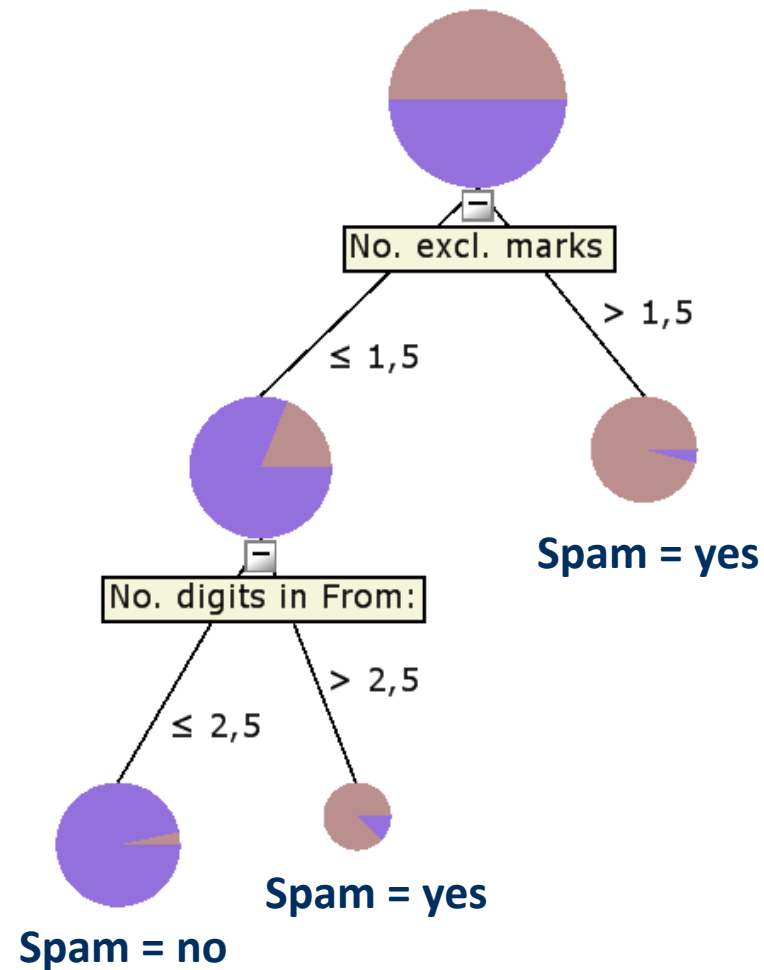 No. excl. marks
> 1,5
≤ 1,5
Spam = yes
No. digits in From:
> 2,5
≤ 2,5
Spam = yes
Spam = no